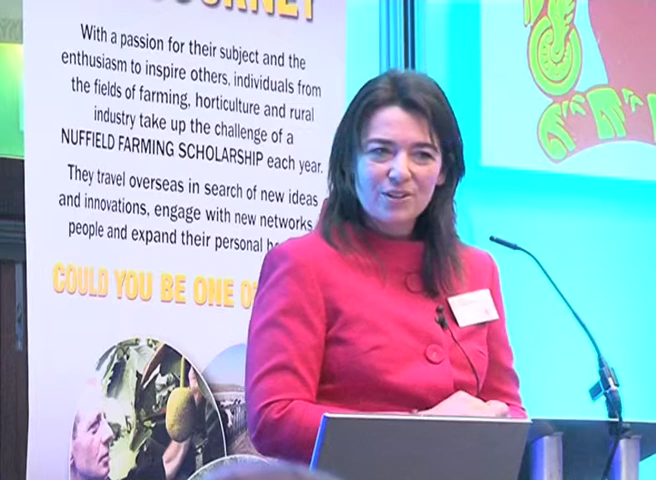 With a passion for their subject and the
enthusiasm to inspire others, individuals from
the fields of farming, horticulture and rural
industry take up the challenge of a
NUFFIELD FARMING SCHOLARSHIP each year.
They travel overseas in search of new ideas
and innovations, engage with new networks
people and expand their personal
COULD YOU BE ONE